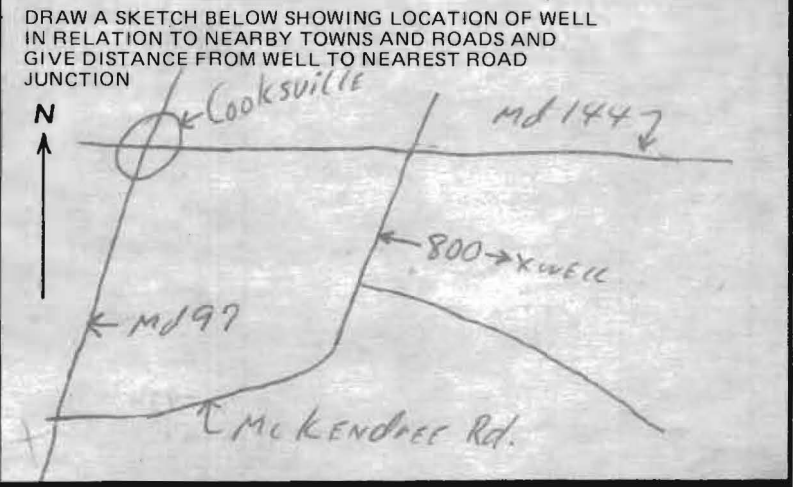 DRAW A SKETCH BELOW SHOWING LOCATION OF WELL
IN RELATION TO NEARBY TOWNS AND ROADS AND
GIVE DISTANCE FROM WELL TO NEAREST ROAD
JUNCTION
N
Cooksville
Md 144
800 → x WELL
Md 97
McKENDREE Rd.